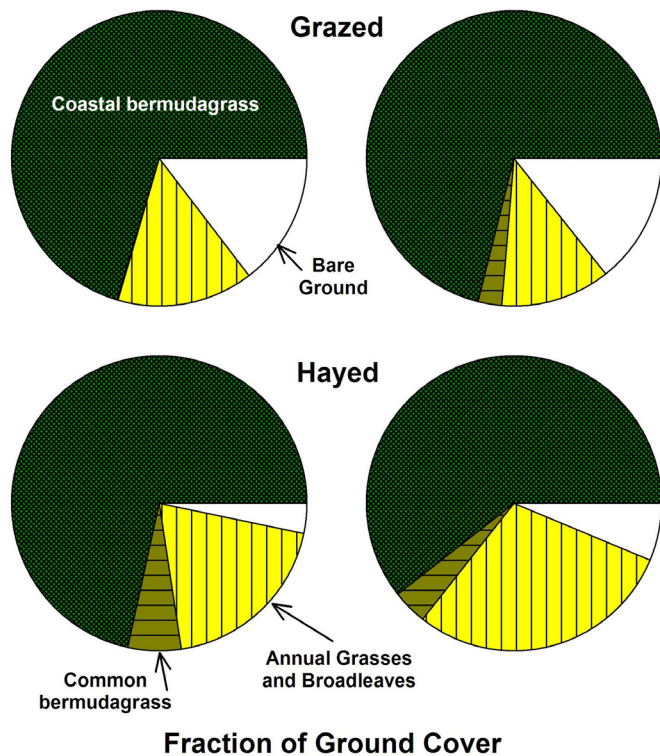 Grazed
Coastal bermudagrass
Bare
Ground
Hayed
Common
bermudagrass
Annual Grasses
and Broadleaves
Fraction of Ground Cover